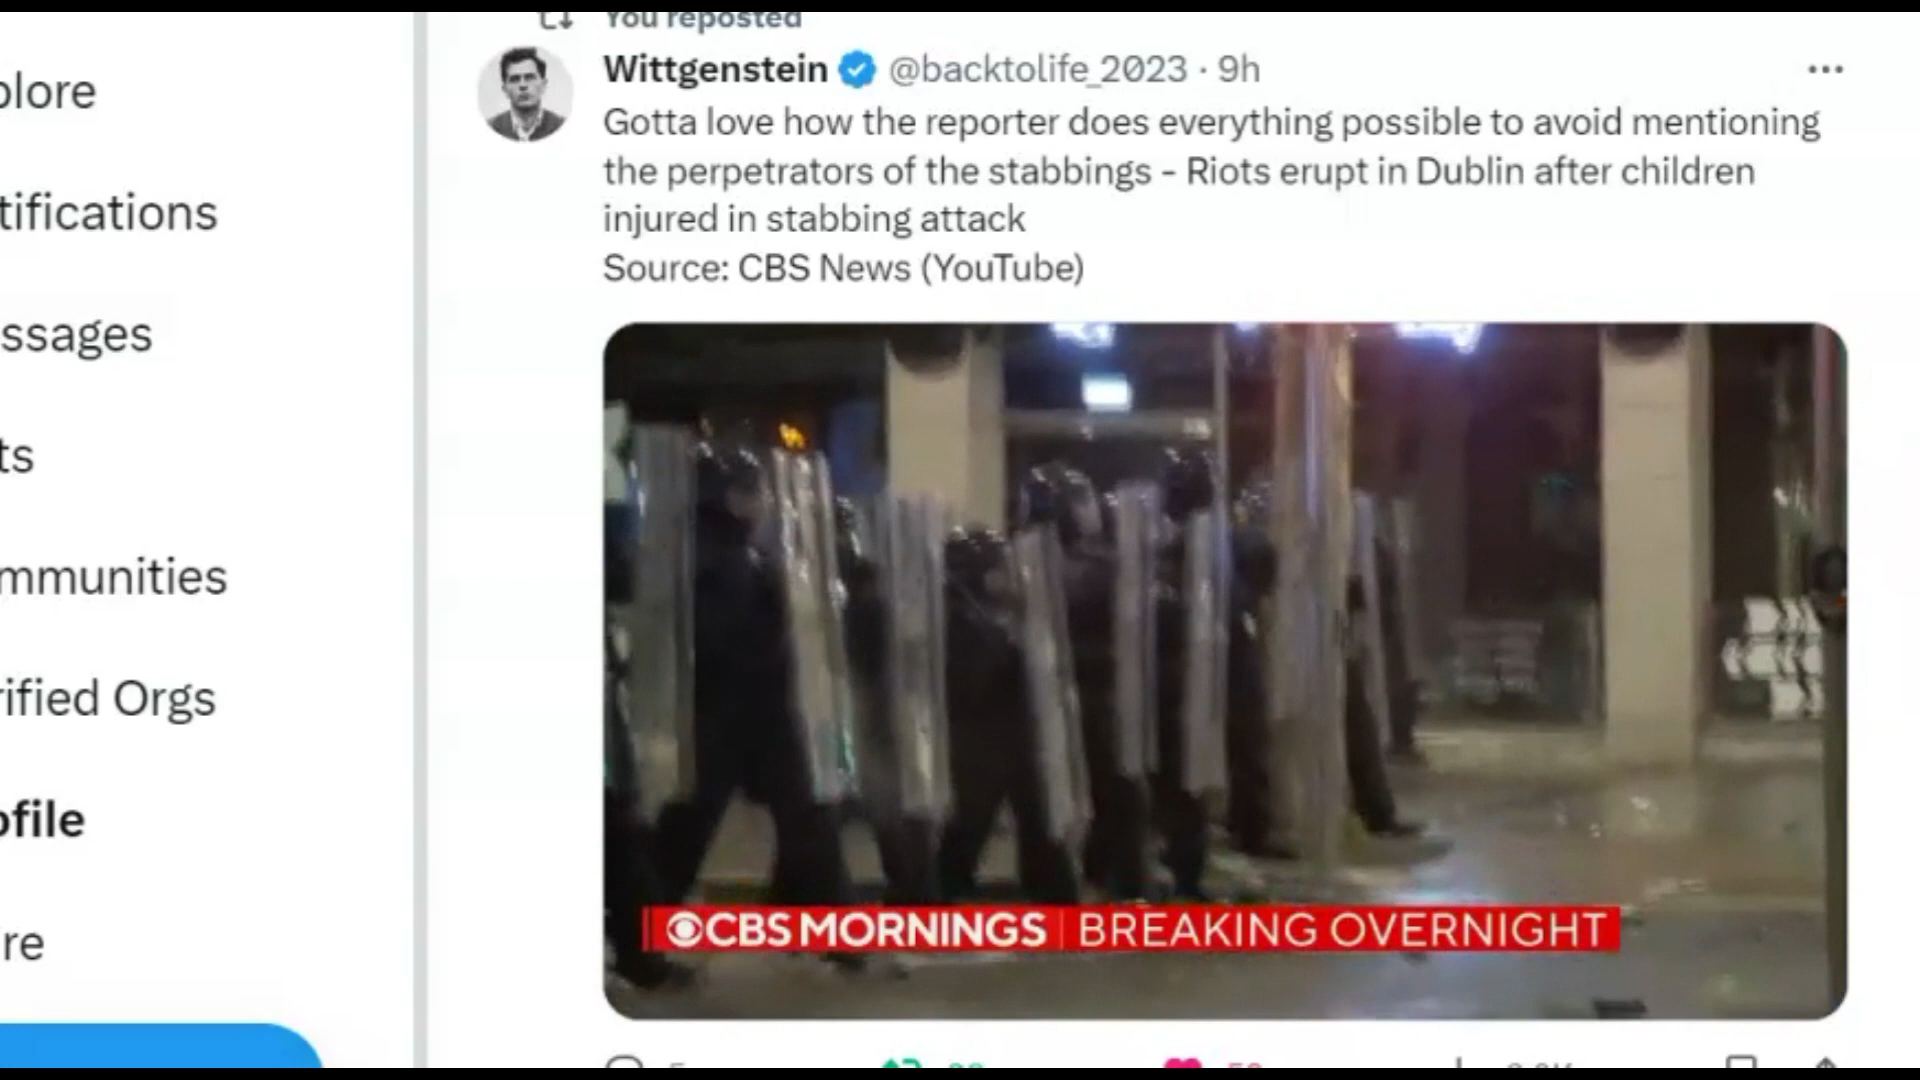 You reposted
Wittgenstein @backtolife_2023 · 9h
plore
Gotta love how the reporter does everything possible to avoid mentioning
the perpetrators of the stabbings - Riots erupt in Dublin after children
tifications
injured in stabbing attack
Source: CBS News (YouTube)
ssages
ts
mmunities
rified Orgs
ofile
re
CBS MORNINGS | BREAKING OVERNIGHT